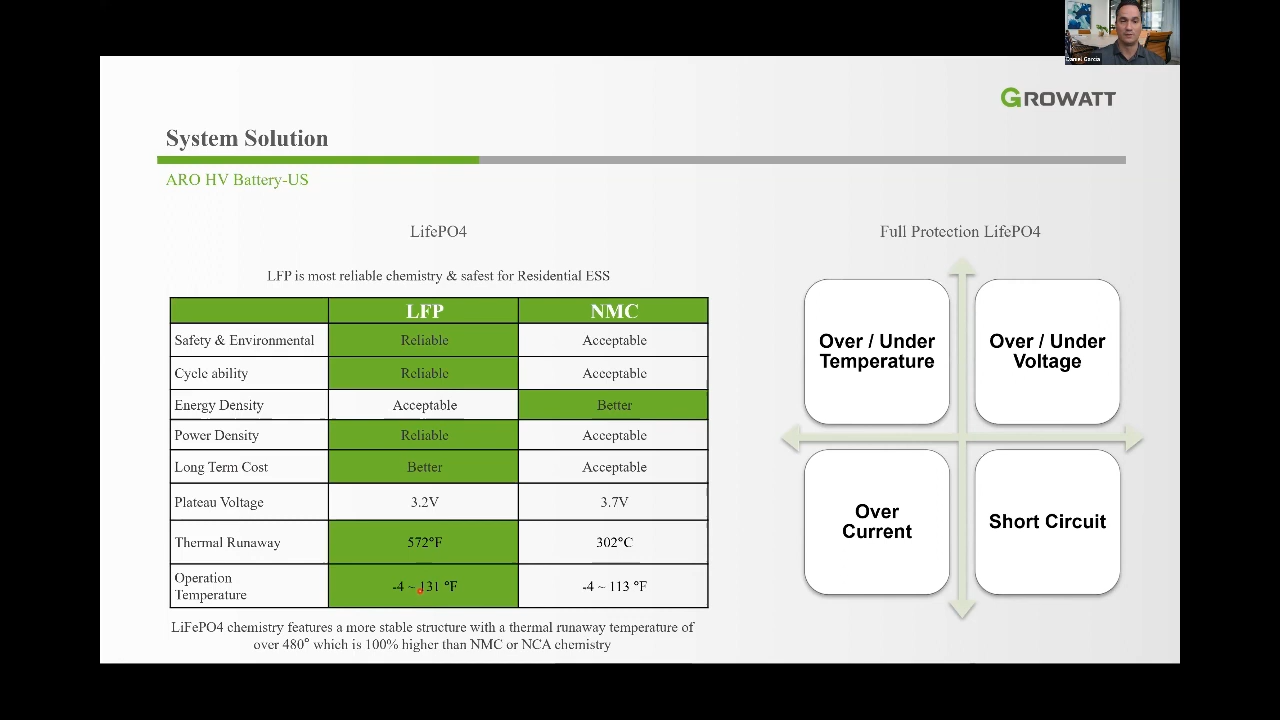 Daniel Garcia
GROWATT
System Solution
ARO HV Battery-US
LifePO4
LFP is most reliable chemistry & safest for Residential ESS
LFP NMC
Safety & Environmental Reliable Acceptable
Cycle ability Reliable Acceptable
Energy Density Acceptable Better
Power Density Reliable Acceptable
Long Term Cost Better Acceptable
Plateau Voltage 3.2V 3.7V
Thermal Runaway 572°F 302°C
Operation
Temperature -4 ~ 131 °F -4 ~ 113 °F
LiFePO4 chemistry features a more stable structure with a thermal runaway temperature of
over 480° which is 100% higher than NMC or NCA chemistry
Full Protection LifePO4
Over / Under
Temperature
Over / Under
Voltage
Over
Current
Short Circuit